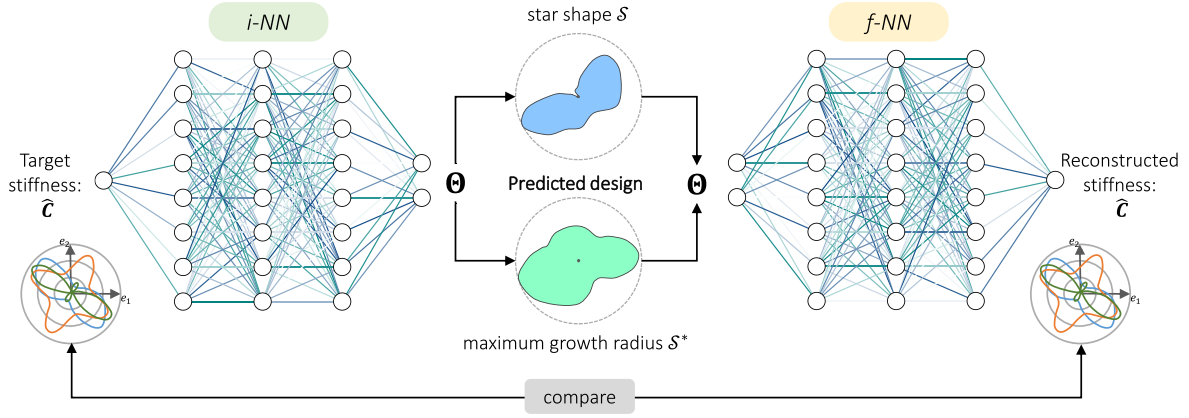 i-NN
star shape 𝒮
f-NN
Target
stiffness:
Ĉ
Θ
Predicted design
Θ
Reconstructed
stiffness:
Ĉ
e₂
e₁
e₂
e₁
maximum growth radius 𝒮*
compare